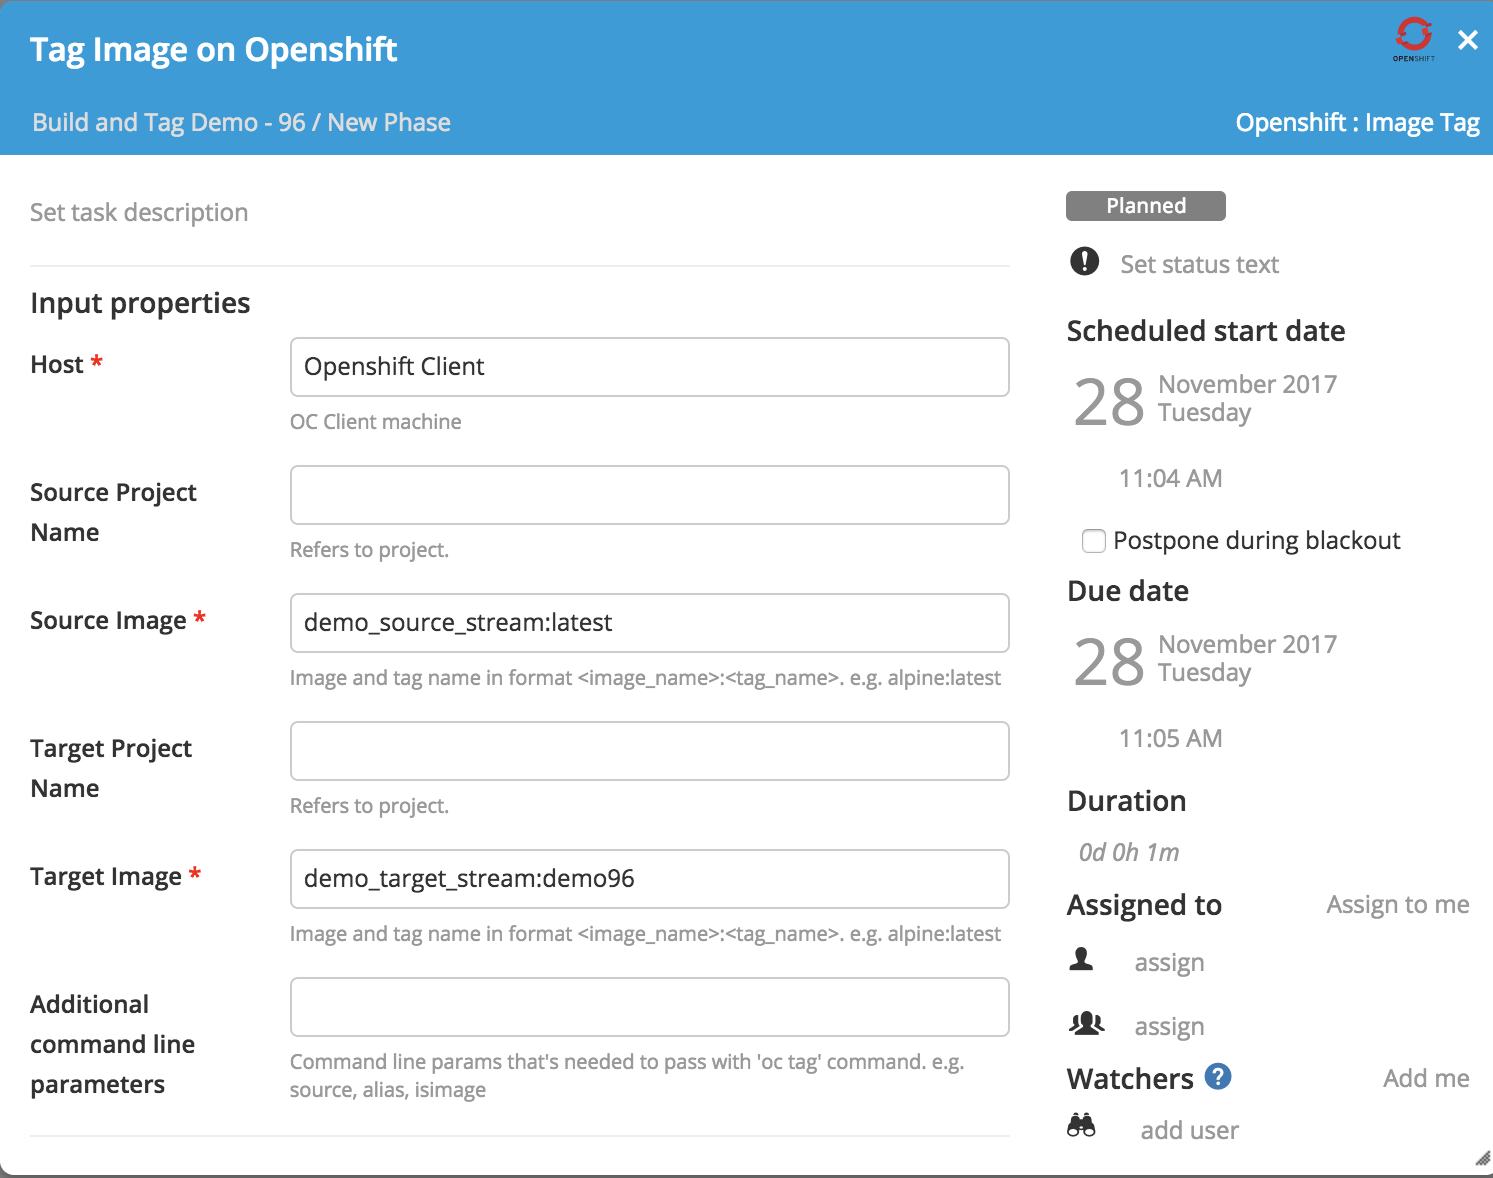 Tag Image on Openshift
OPENSHIFT
Build and Tag Demo - 96 / New Phase
Openshift : Image Tag
Set task description
Input properties
Host *
Openshift Client
OC Client machine
Source Project
Name
Refers to project.
Source Image *
demo_source_stream:latest
Image and tag name in format <image_name>:<tag_name>. e.g. alpine:latest
Target Project
Name
Refers to project.
Target Image *
demo_target_stream:demo96
Image and tag name in format <image_name>:<tag_name>. e.g. alpine:latest
Additional
command line
parameters
Command line params that's needed to pass with 'oc tag' command. e.g.
source, alias, isimage
Planned
Set status text
Scheduled start date
28
November 2017
Tuesday
11:04 AM
Postpone during blackout
Due date
28
November 2017
Tuesday
11:05 AM
Duration
0d 0h 1m
Assigned to
Assign to me
assign
assign
Watchers ?
Add me
add user